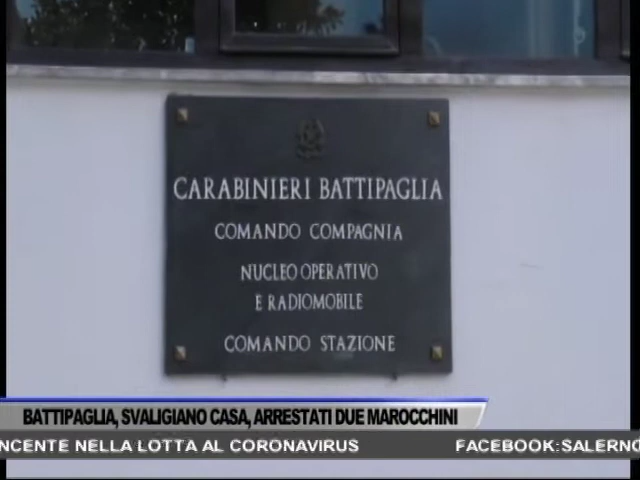 CARABINIERI BATTIPAGLIA
COMANDO COMPAGNIA
NUCLEO OPERATIVO
E RADIOMOBILE
COMANDO STAZIONE
BATTIPAGLIA, SVALIGIANO CASA, ARRESTATI DUE MAROCCHINI
NCENTE NELLA LOTTA AL CORONAVIRUS FACEBOOK:SALERNO